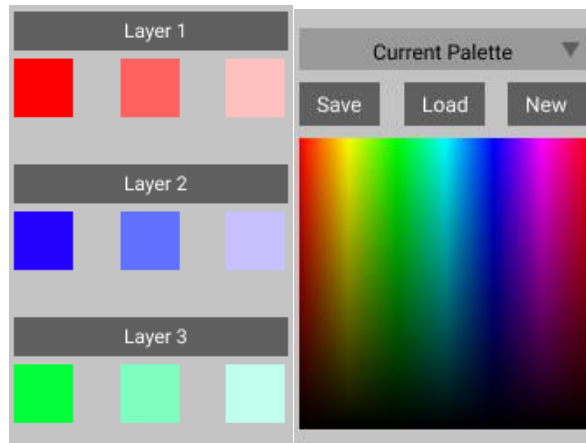 Layer 1
Layer 2
Layer 3
Current Palette
Save Load New